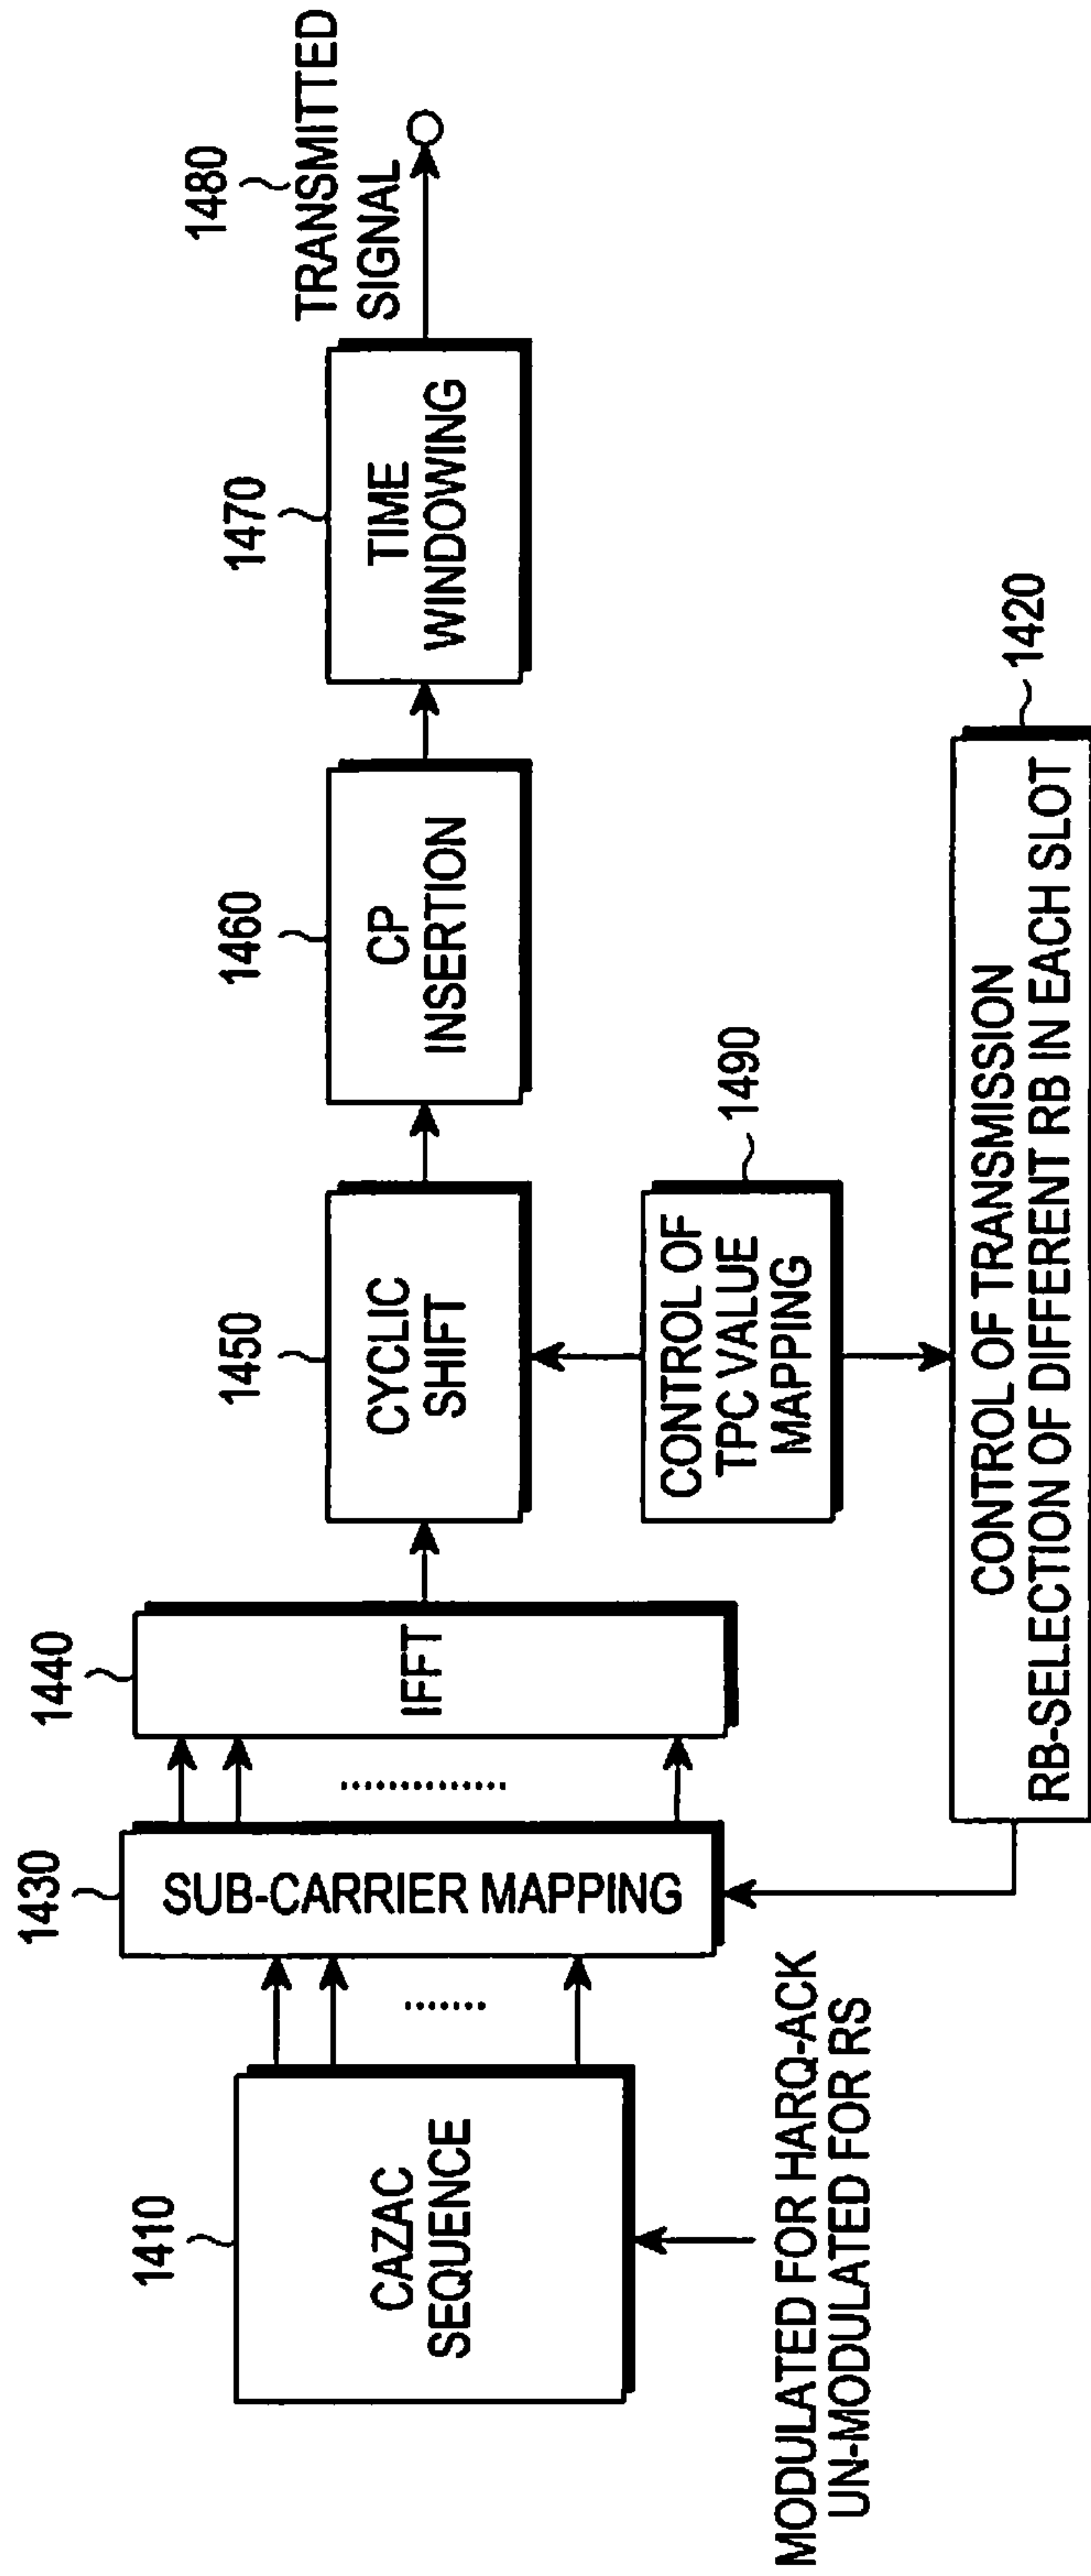 1410
CAZAC
SEQUENCE
MODULATED FOR HARQ-ACK
UN-MODULATED FOR RS
1430
SUB-CARRIER MAPPING
1440
IFFT
1450
CYCLIC
SHIFT
1460
CP
INSERTION
1470
TIME
WINDOWING
1480
TRANSMITTED
SIGNAL
CONTROL OF
TPC VALUE
MAPPING
1490
CONTROL OF TRANSMISSION
RB-SELECTION OF DIFFERENT RB IN EACH SLOT
1420